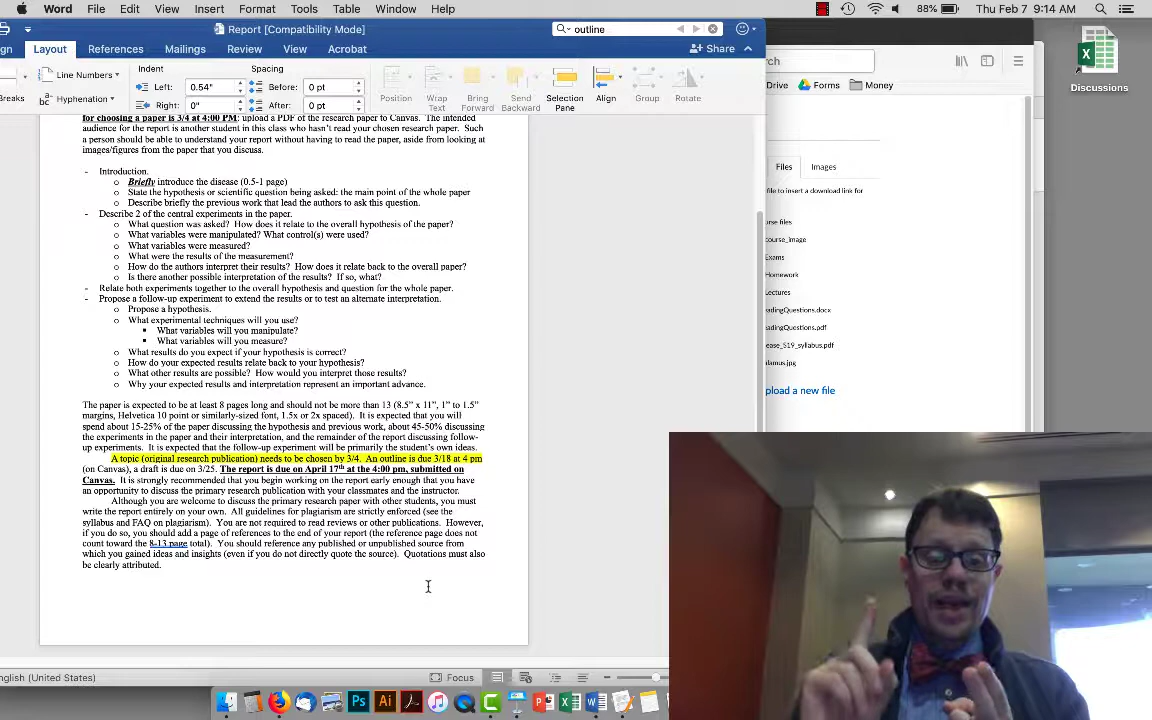 Word File Edit View Insert Format Tools Table Window Help 88% Thu Feb 7 9:14 AM
Report [Compatibility Mode] outline
Layout References Mailings Review View Acrobat Share
Line Numbers
Hyphenation
Breaks
Indent Spacing
Left: 0.54" Before: 0 pt
Right: 0" After: 0 pt
Position Wrap Text Bring Forward Send Backward Selection Pane Align Group Rotate
for choosing a paper is 3/4 at 4:00 PM: upload a PDF of the research paper to Canvas. The intended
audience for the report is another student in this class who hasn't read your chosen research paper. Such
a person should be able to understand your report without having to read the paper, aside from looking at
images/figures from the paper that you discuss.
- Introduction.
o Briefly introduce the disease (0.5-1 page)
o State the hypothesis or scientific question being asked: the main point of the whole paper
o Describe briefly the previous work that lead the authors to ask this question.
- Describe 2 of the central experiments in the paper.
o What question was asked? How does it relate to the overall hypothesis of the paper?
o What variables were manipulated? What control(s) were used?
o What variables were measured?
o What were the results of the measurement?
o How do the authors interpret their results? How does it relate back to the overall paper?
o Is there another possible interpretation of the results? If so, what?
- Relate both experiments together to the overall hypothesis and question for the whole paper.
- Propose a follow-up experiment to extend the results or to test an alternate interpretation.
o Propose a hypothesis.
o What experimental techniques will you use?
▪ What variables will you manipulate?
▪ What variables will you measure?
o What results do you expect if your hypothesis is correct?
o How do your expected results relate back to your hypothesis?
o What other results are possible? How would you interpret those results?
o Why your expected results and interpretation represent an important advance.
The paper is expected to be at least 8 pages long and should not be more than 13 (8.5" x 11", 1" to 1.5"
margins, Helvetica 10 point or similarly-sized font, 1.5x or 2x spaced). It is expected that you will
spend about 15-25% of the paper discussing the hypothesis and previous work, about 45-50% discussing
the experiments in the paper and their interpretation, and the remainder of the report discussing follow-
up experiments. It is expected that the follow-up experiment will be primarily the student's own ideas.
A topic (original research publication) needs to be chosen by 3/4. An outline is due 3/18 at 4 pm
(on Canvas), a draft is due on 3/25. The report is due on April 17th at the 4:00 pm, submitted on
Canvas. It is strongly recommended that you begin working on the report early enough that you have
an opportunity to discuss the primary research publication with your classmates and the instructor.
Although you are welcome to discuss the primary research paper with other students, you must
write the report entirely on your own. All guidelines for plagiarism are strictly enforced (see the
syllabus and FAQ on plagiarism). You are not required to read reviews or other publications. However,
if you do so, you should add a page of references to the end of your report (the reference page does not
count toward the 8-13 page total). You should reference any published or unpublished source from
which you gained ideas and insights (even if you do not directly quote the source). Quotations must also
be clearly attributed.
English (United States) Focus
rch
Drive Forms Money
Files Images
file to insert a download link for
rse files
course_image
Exams
Homework
Lectures
eadingQuestions.docx
eadingQuestions.pdf
ease_S19_syllabus.pdf
lamus.jpg
pload a new file
Discussions
Ps Ai